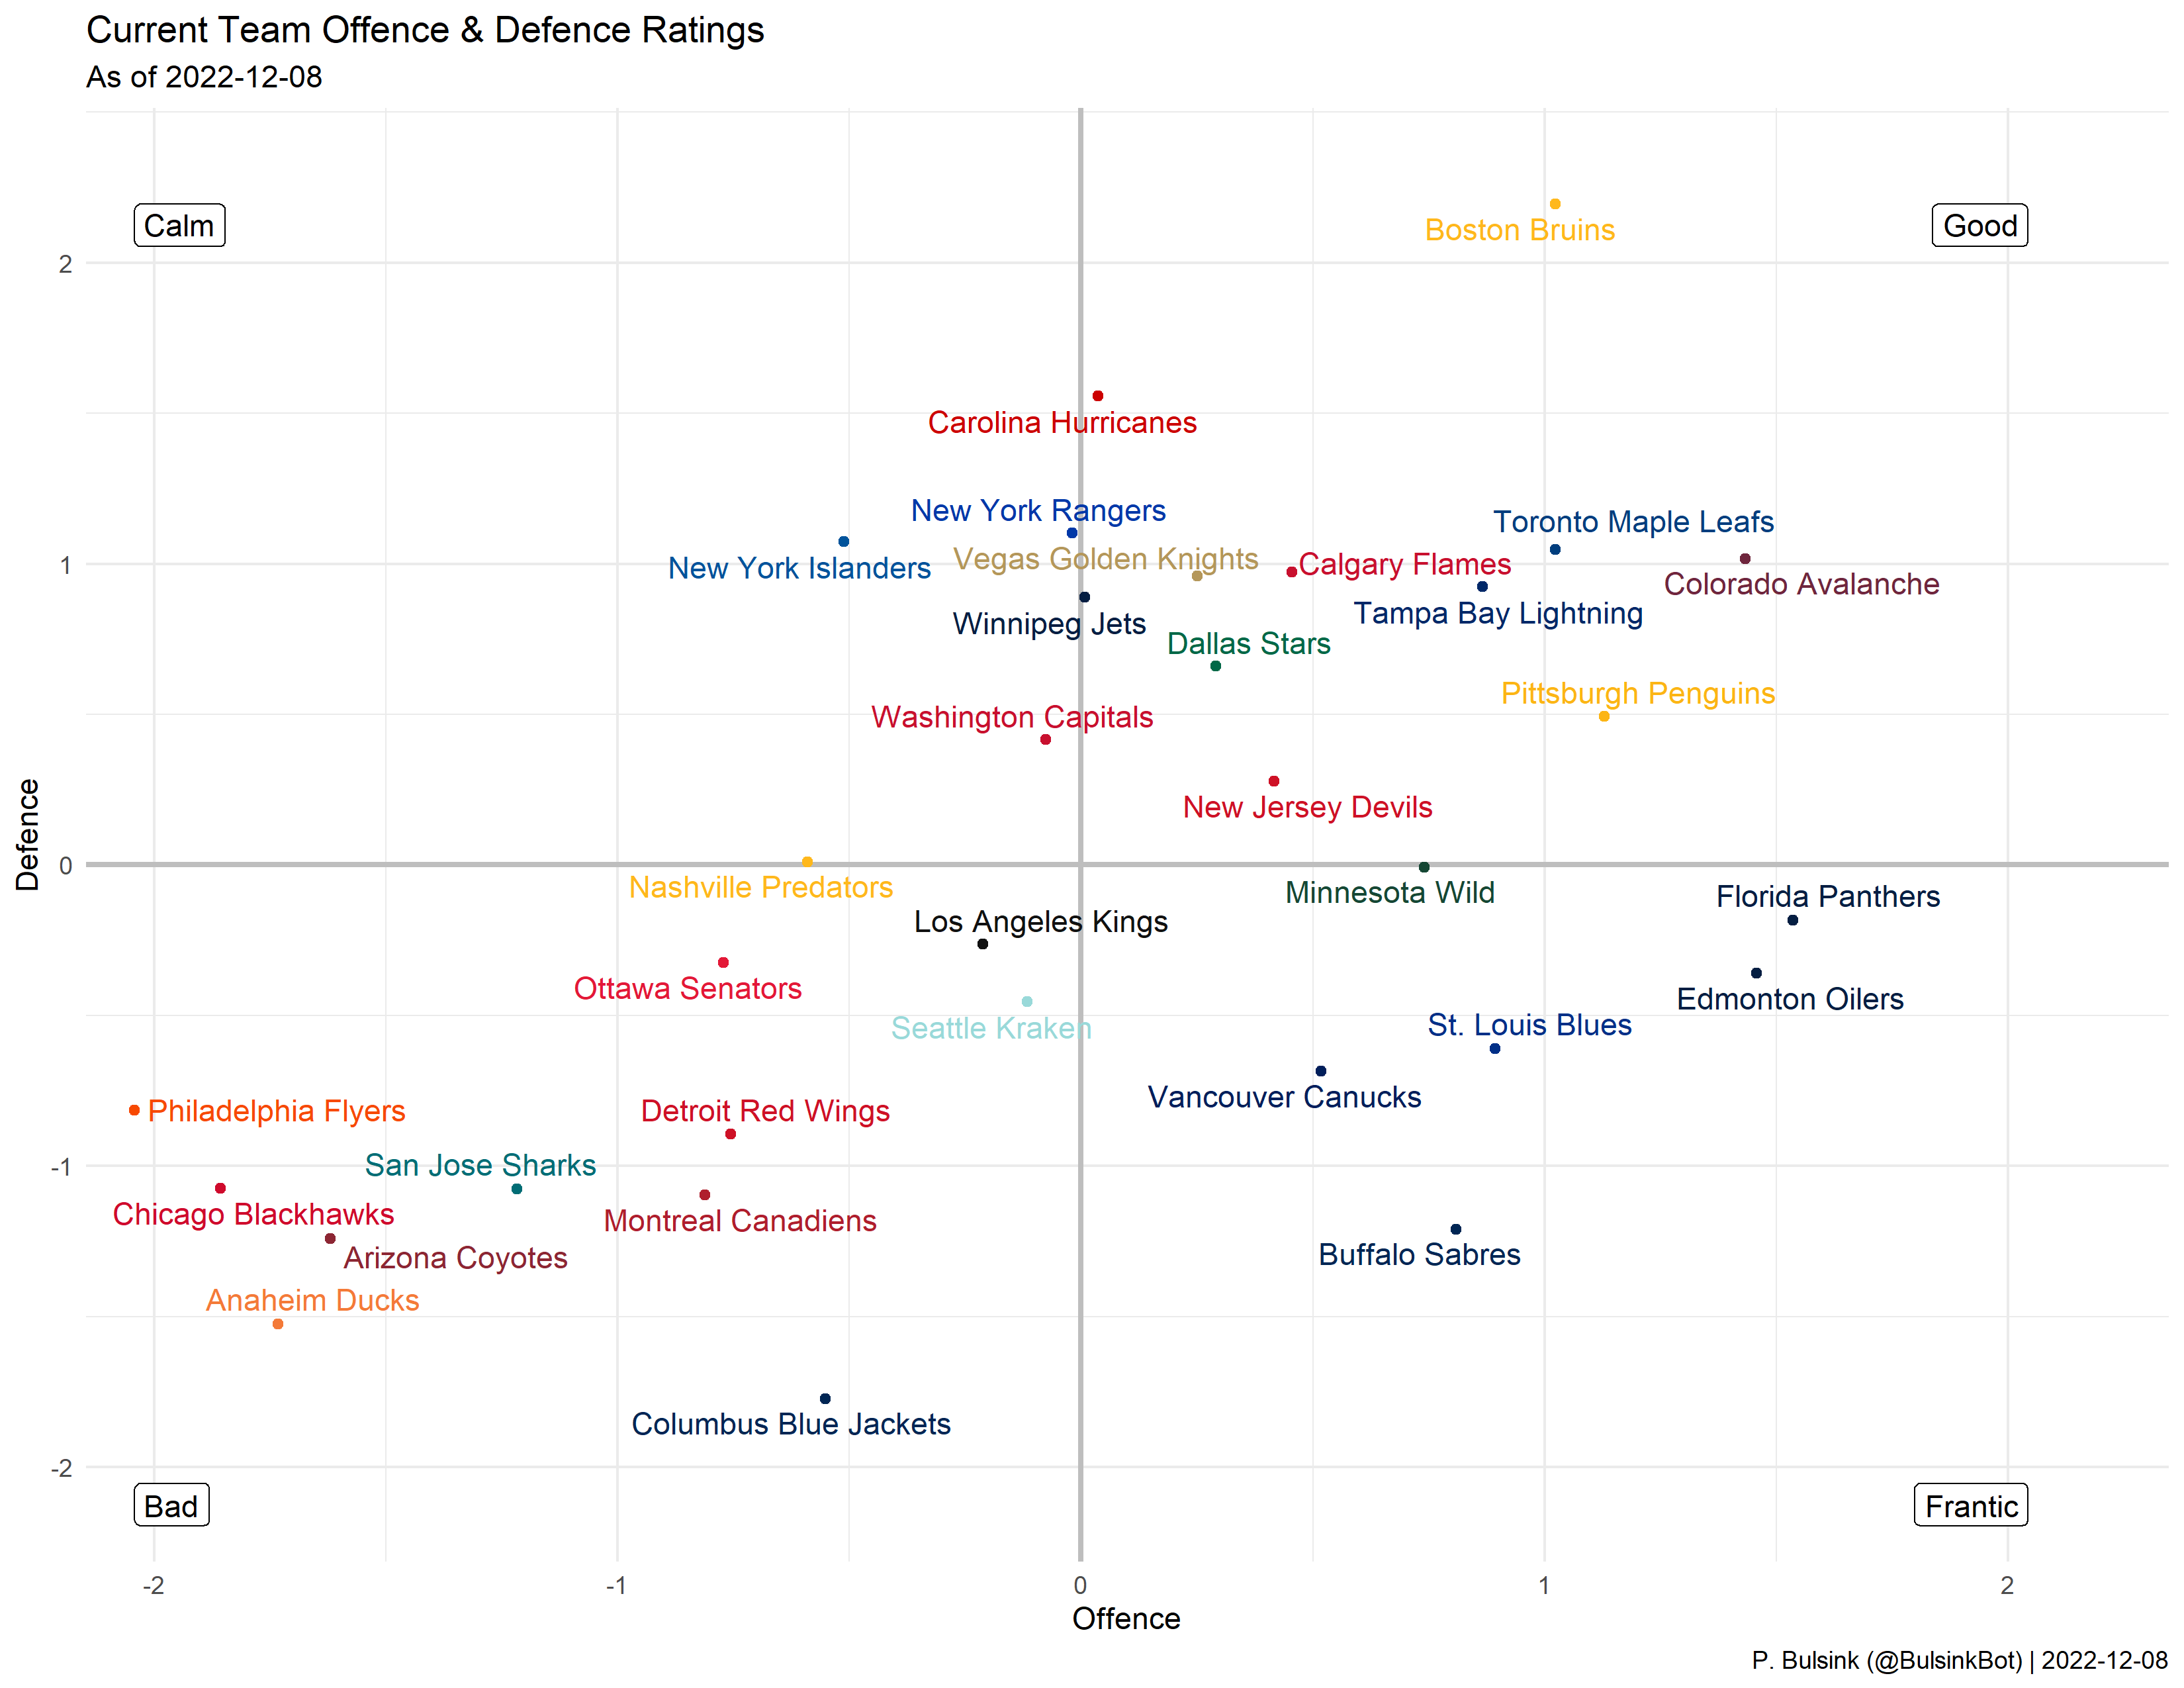 Current Team Offence & Defence Ratings
As of 2022-12-08
Calm
Good
Boston Bruins
2
Carolina Hurricanes
New York Rangers
Toronto Maple Leafs
Vegas Golden Knights
Calgary Flames
1
New York Islanders
Colorado Avalanche
Tampa Bay Lightning
Winnipeg Jets
Dallas Stars
Pittsburgh Penguins
Washington Capitals
New Jersey Devils
Defence
0
Nashville Predators
Minnesota Wild
Florida Panthers
Los Angeles Kings
Ottawa Senators
Edmonton Oilers
Seattle Kraken
St. Louis Blues
Vancouver Canucks
Philadelphia Flyers
Detroit Red Wings
-1
San Jose Sharks
Chicago Blackhawks
Montreal Canadiens
Arizona Coyotes
Buffalo Sabres
Anaheim Ducks
Columbus Blue Jackets
-2
Bad
Frantic
-2
-1
0
1
2
Offence
P. Bulsink (@BulsinkBot) | 2022-12-08